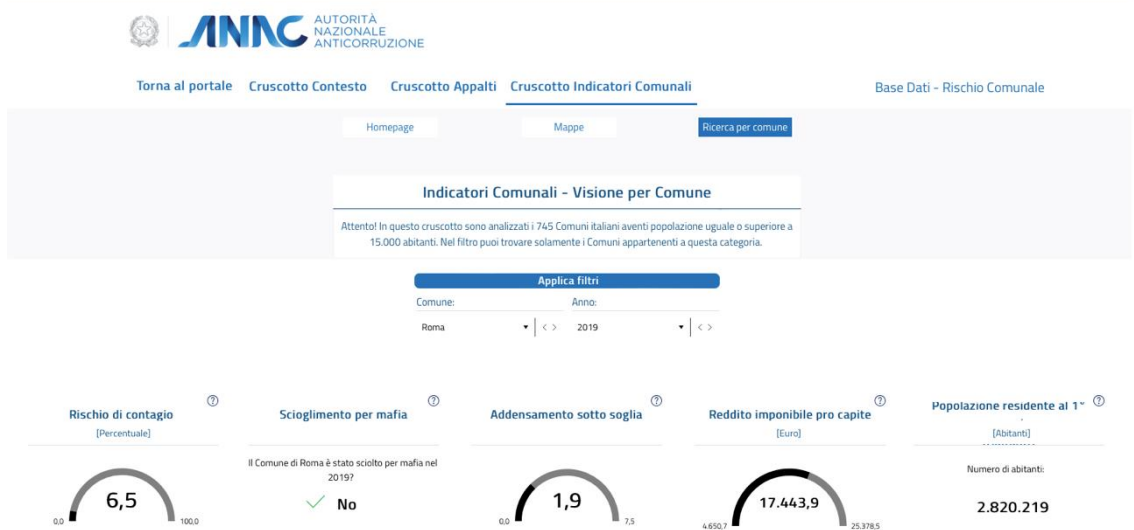 ANAC
AUTORITÀ
NAZIONALE
ANTICORRUZIONE
Torna al portale Cruscotto Contesto Cruscotto Appalti Cruscotto Indicatori Comunali Base Dati - Rischio Comunale
Homepage Mappe Ricerca per comune
Indicatori Comunali - Visione per Comune
Attento! In questo cruscotto sono analizzati i 745 Comuni italiani aventi popolazione uguale o superiore a
15.000 abitanti. Nel filtro puoi trovare solamente i Comuni appartenenti a questa categoria.
Applica filtri
Comune: Anno:
Roma 2019
Rischio di contagio
[Percentuale]
6,5
0,0 100,0
Scioglimento per mafia
Il Comune di Roma è stato sciolto per mafia nel
2019?
No
Addensamento sotto soglia
1,9
0,0 7,5
Reddito imponibile pro capite
[Euro]
17.443,9
4.650,7 25.378,5
Popolazione residente al 1°
[Abitanti]
Numero di abitanti:
2.820.219